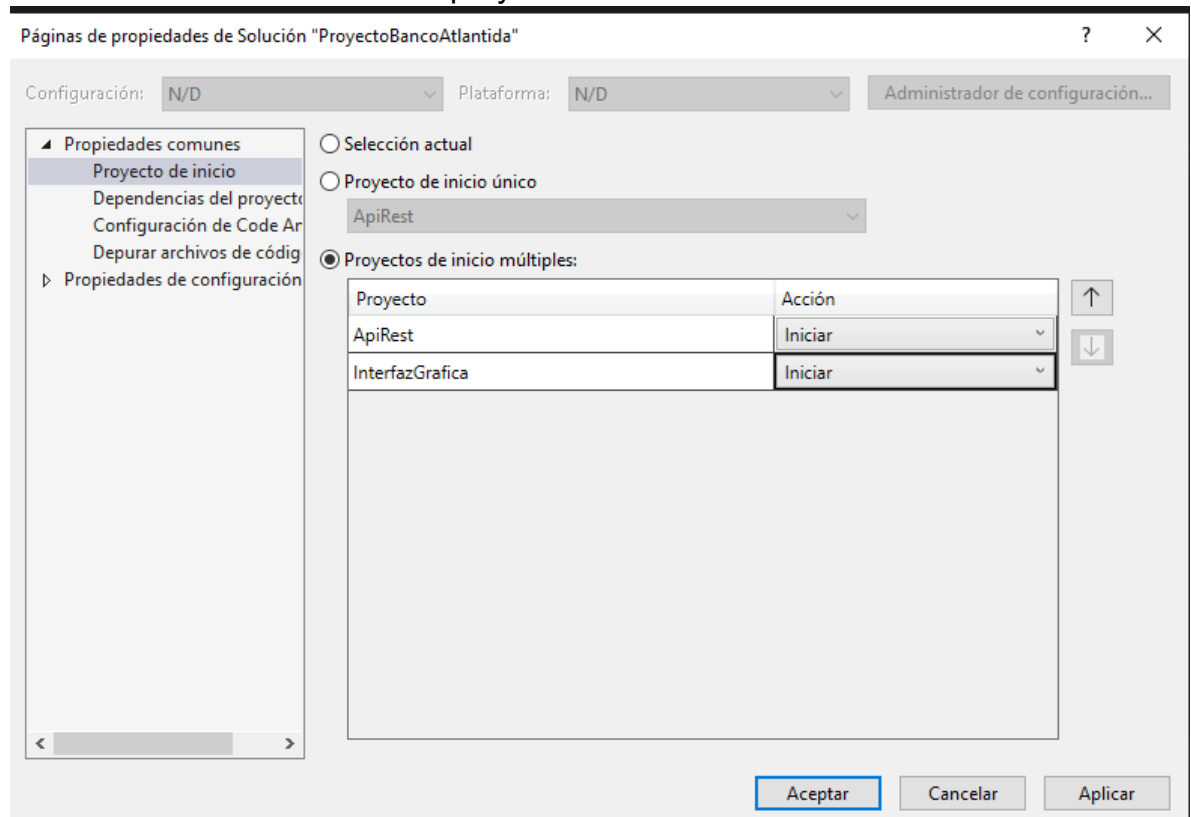 Páginas de propiedades de Solución "ProyectoBancoAtlantida" ?
Configuración: N/D Plataforma: N/D Administrador de configuración...
Propiedades comunes
Proyecto de inicio
Dependencias del proyecto
Configuración de Code An
Depurar archivos de códig
Propiedades de configuración
Selección actual
Proyecto de inicio único
ApiRest
Proyectos de inicio múltiples:
Proyecto Acción
ApiRest Iniciar
InterfazGrafica Iniciar
Aceptar Cancelar Aplicar